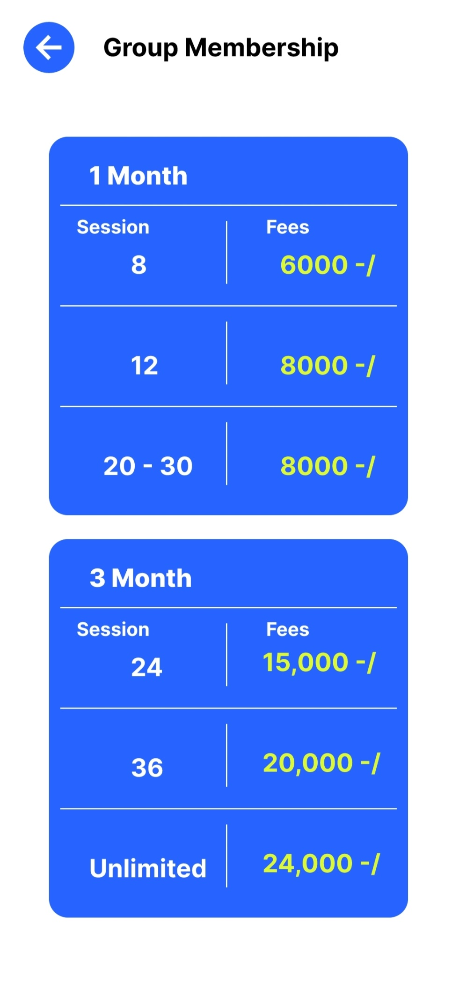 Group Membership
1 Month
Session Fees
8 6000 -/
12 8000 -/
20 - 30 8000 -/
3 Month
Session Fees
24 15,000 -/
36 20,000 -/
Unlimited 24,000 -/